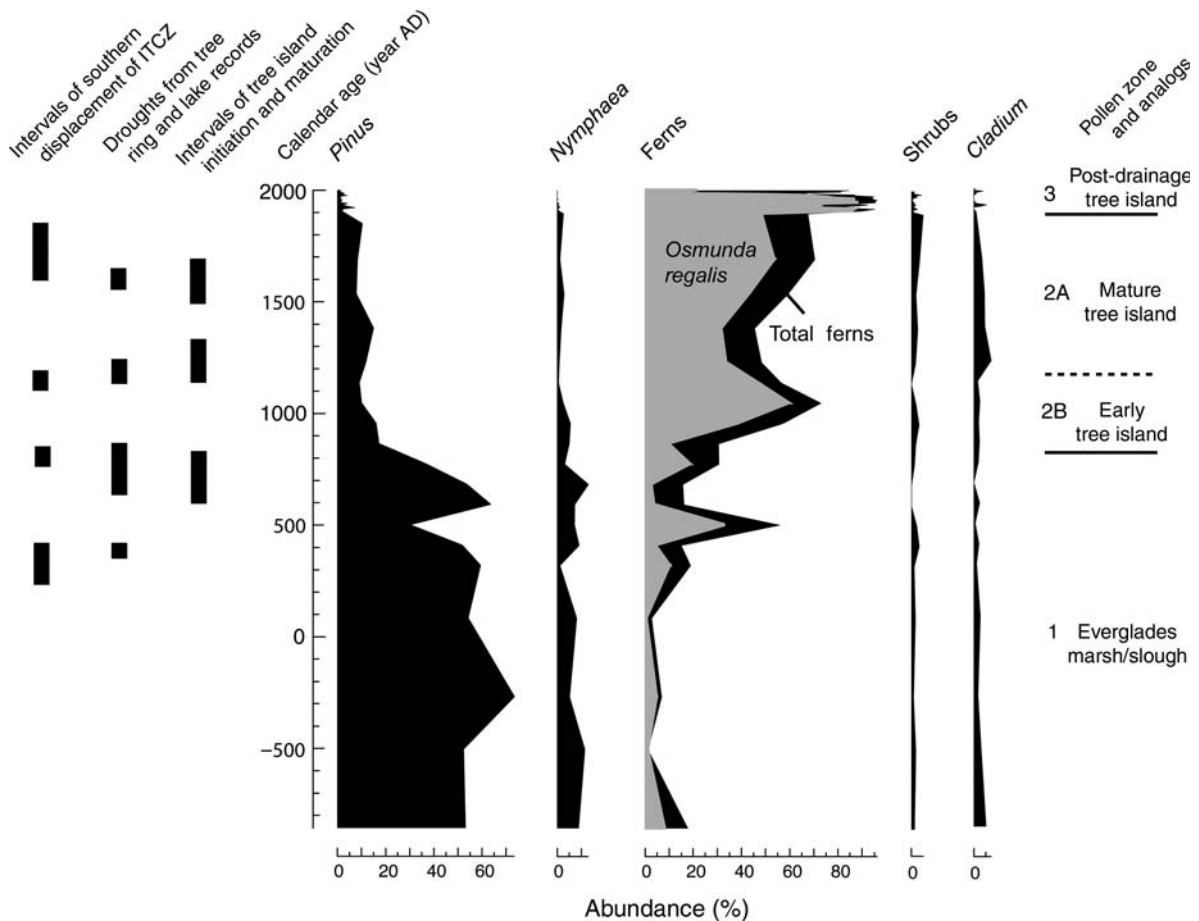 Intervals of southern
displacement of ITCZ
Droughts from tree
ring and lake records
Intervals of tree island
initiation and maturation
Calendar age (year AD)
Pinus
Nymphaea
Ferns
Shrubs
Cladium
Pollen zone
and analogs
2000
1500
1000
500
0
−500
Osmunda
regalis
Total ferns
3 Post-drainage
tree island
2A Mature
tree island
2B Early
tree island
1 Everglades
marsh/slough
0 20 40 60
0
0 20 40 60 80
0
0
Abundance (%)